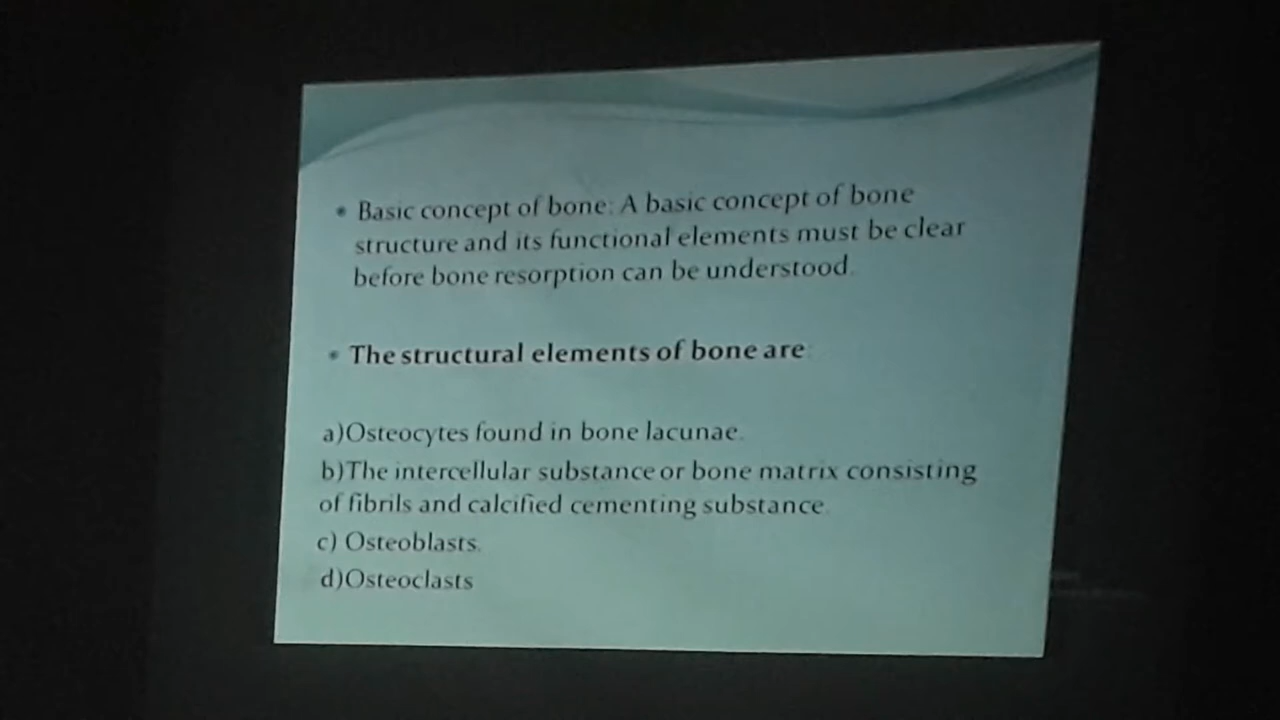 • Basic concept of bone: A basic concept of bone
structure and its functional elements must be clear
before bone resorption can be understood.
• The structural elements of bone are:
a)Osteocytes found in bone lacunae.
b)The intercellular substance or bone matrix consisting
of fibrils and calcified cementing substance.
c) Osteoblasts.
d)Osteoclasts